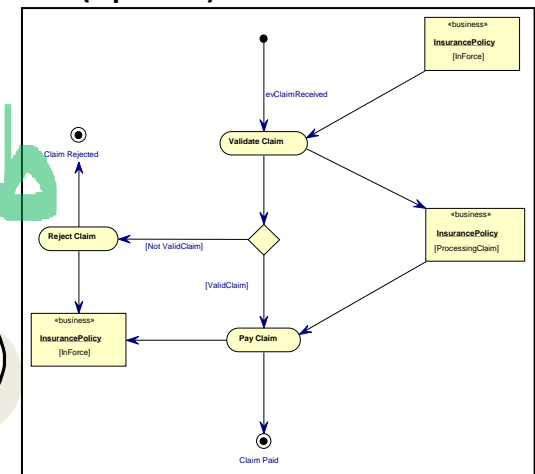 «business»
InsurancePolicy
[InForce]
evClaimReceived
Validate Claim
Claim Rejected
«business»
InsurancePolicy
[ProcessingClaim]
Reject Claim
[Not ValidClaim]
[ValidClaim]
«business»
InsurancePolicy
[InForce]
Pay Claim
Claim Paid